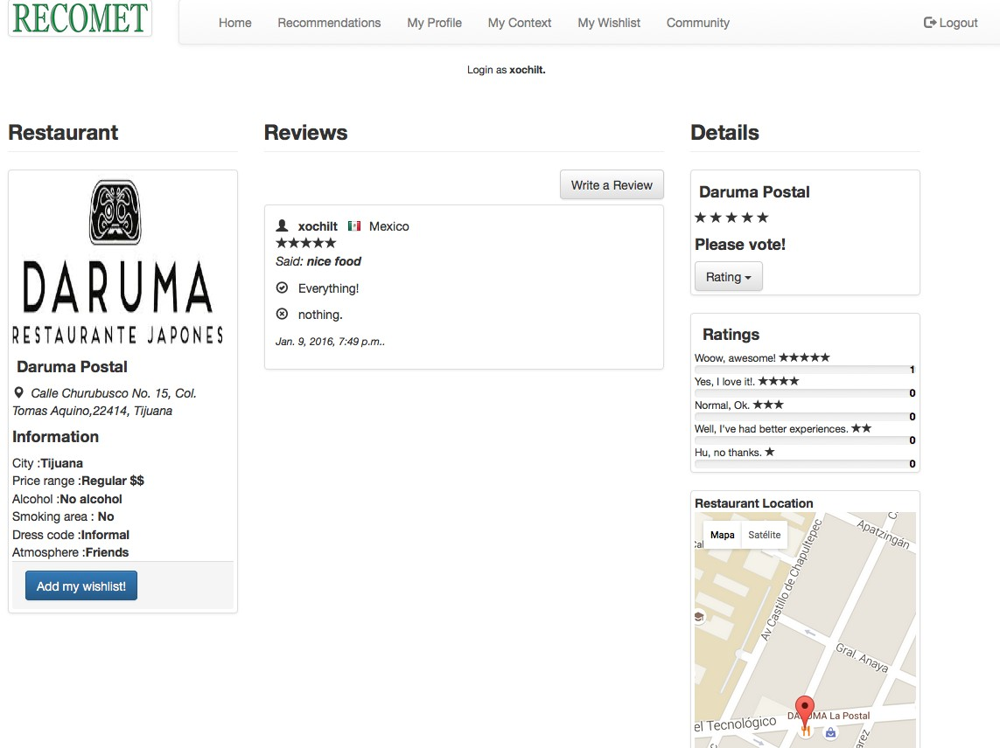 RECOMET
Home Recommendations My Profile My Context My Wishlist Community Logout
Login as xochilt.
Restaurant
DARUMA
RESTAURANTE JAPONES
Daruma Postal
Calle Churubusco No. 15, Col.
Tomas Aquino,22414, Tijuana
Information
City :Tijuana
Price range :Regular $$
Alcohol :No alcohol
Smoking area : No
Dress code :Informal
Atmosphere :Friends
Add my wishlist!
Reviews
Write a Review
xochilt Mexico
★★★★★
Said: nice food
Everything!
nothing.
Jan. 9, 2016, 7:49 p.m..
Details
Daruma Postal
★★★★★
Please vote!
Rating
Ratings
Woow, awesome! ★★★★★
1
Yes, I love it!. ★★★★
0
Normal, Ok. ★★★
0
Well, I've had better experiences. ★★
0
Hu, no thanks. ★
0
Restaurant Location
Mapa Satélite
Apatzingán
Av Castillo de Chapultepec
Gral. Anaya
DARUMA La Postal
el Tecnológico